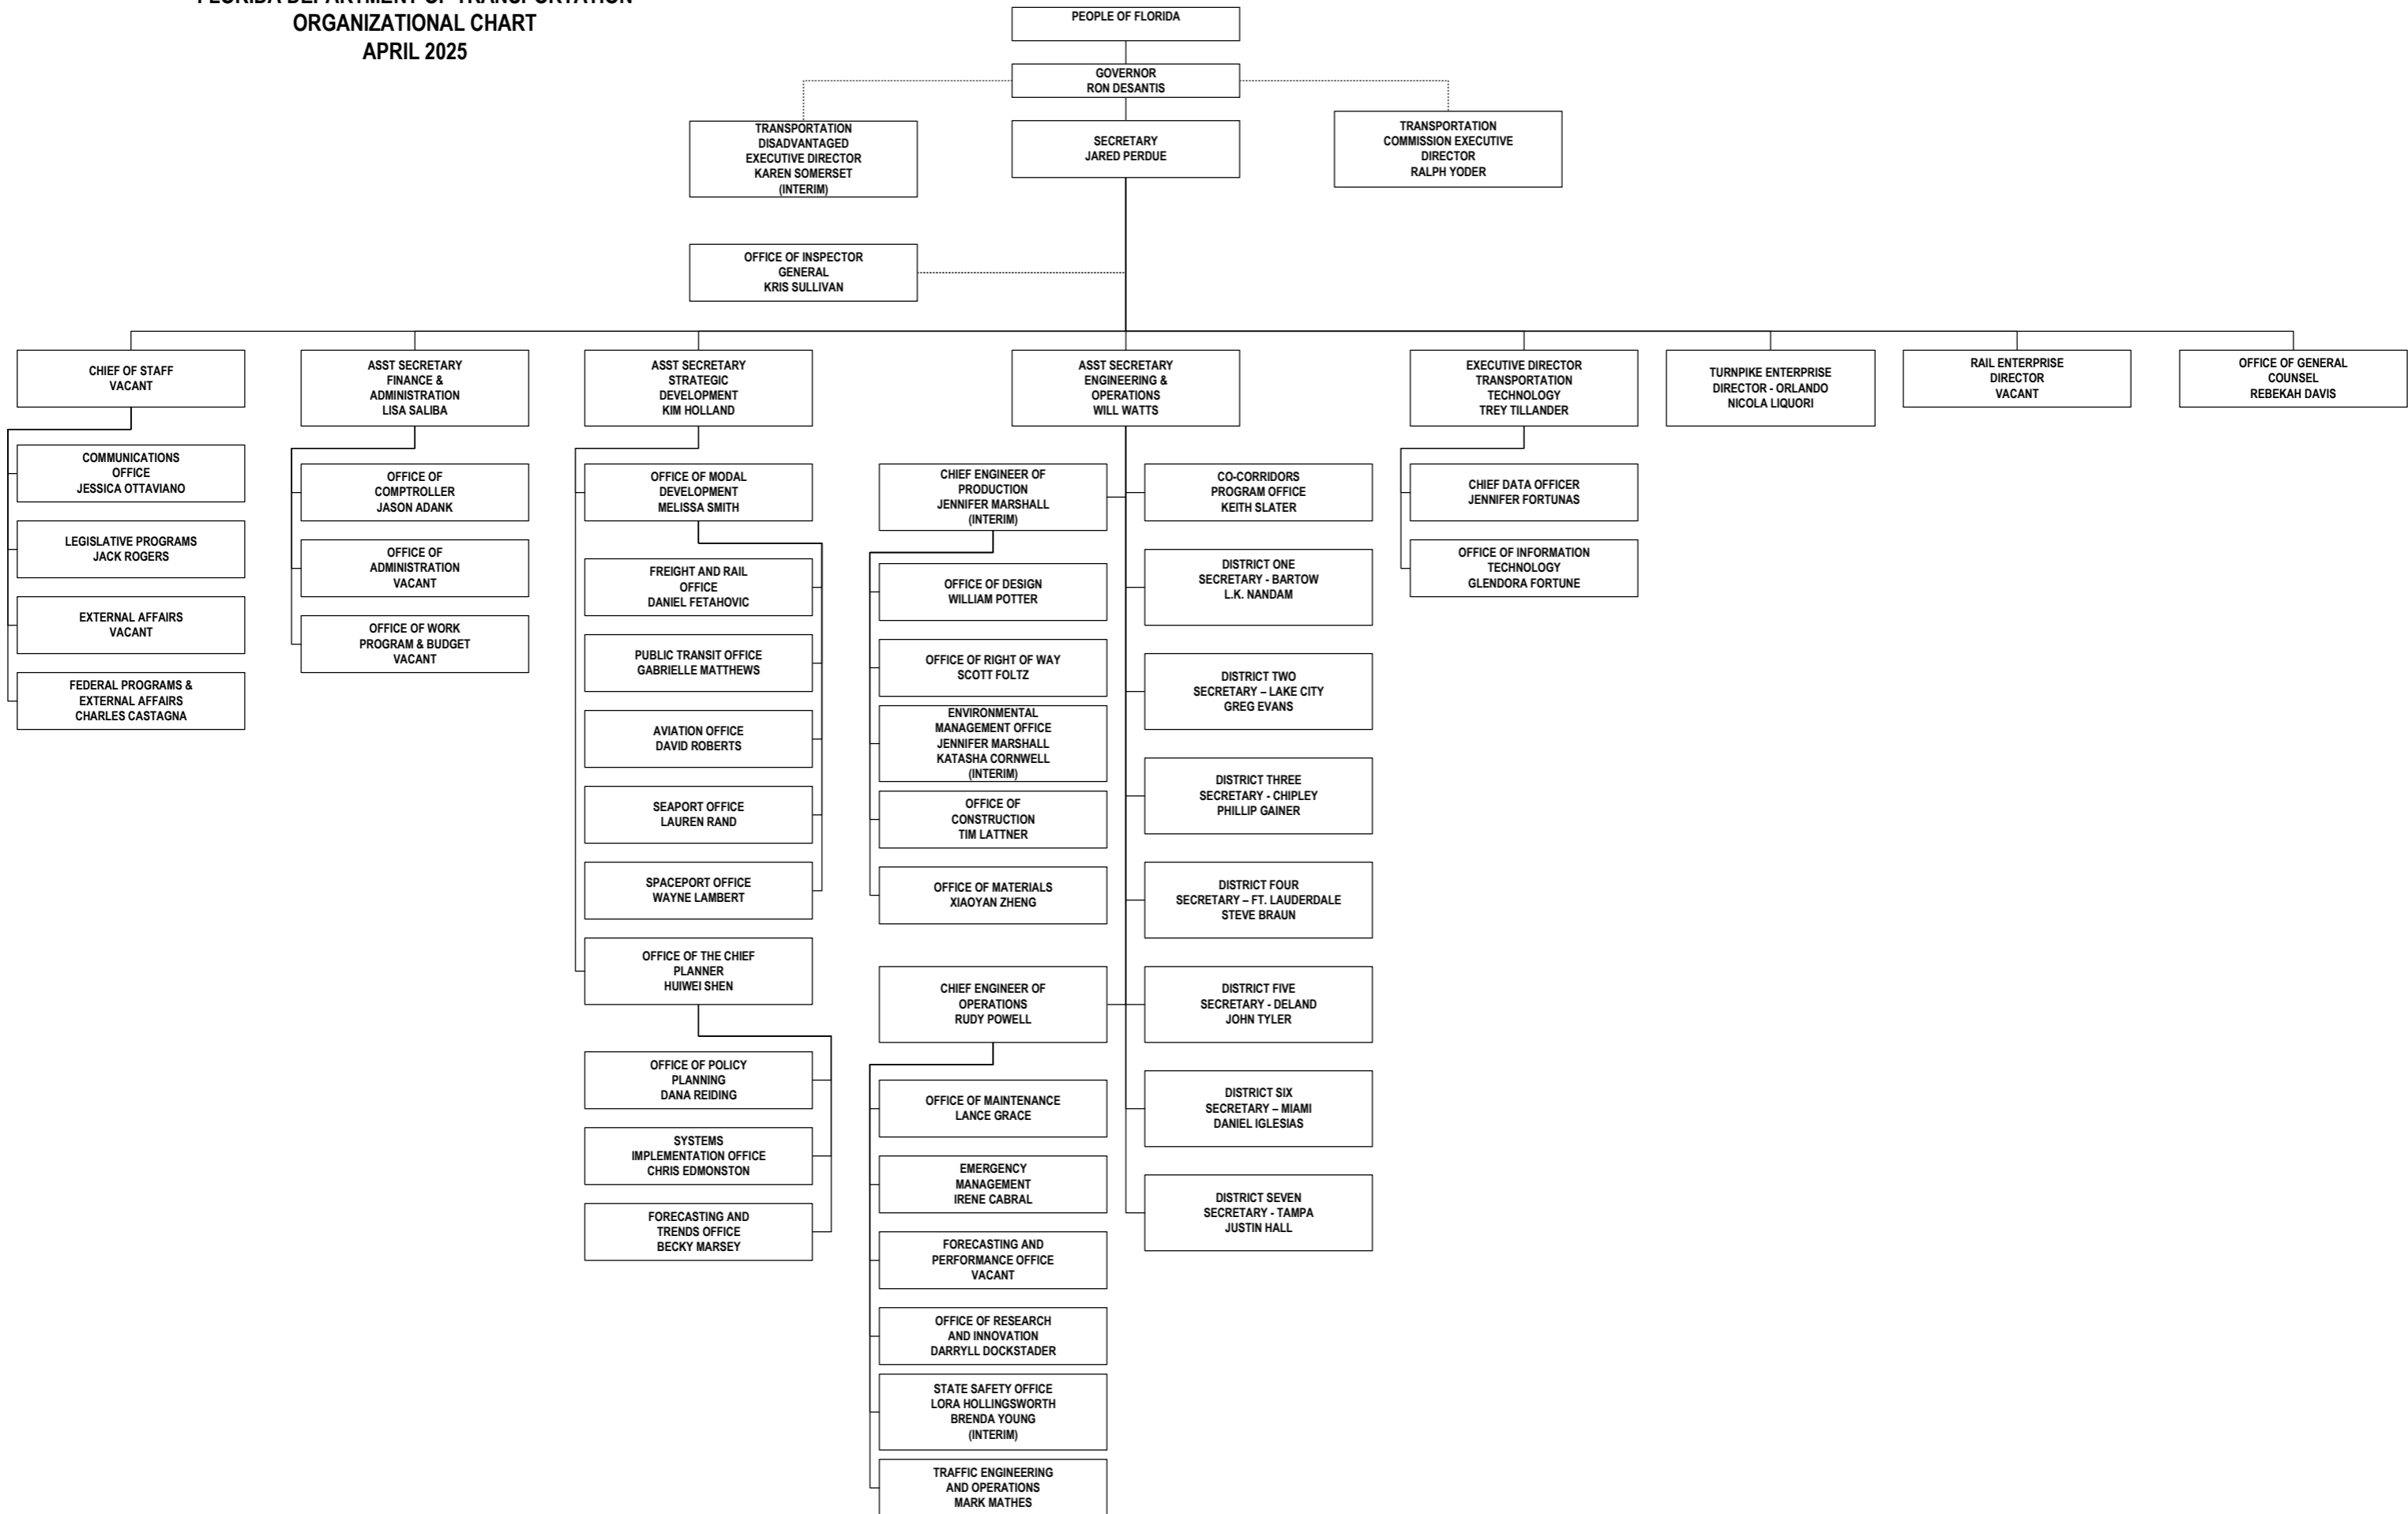 FLORIDA DEPARTMENT OF TRANSPORTATION
ORGANIZATIONAL CHART
APRIL 2025
PEOPLE OF FLORIDA
GOVERNOR
RON DESANTIS
TRANSPORTATION
DISADVANTAGED
EXECUTIVE DIRECTOR
KAREN SOMERSET
(INTERIM)
SECRETARY
JARED PERDUE
TRANSPORTATION
COMMISSION EXECUTIVE
DIRECTOR
RALPH YODER
OFFICE OF INSPECTOR
GENERAL
KRIS SULLIVAN
CHIEF OF STAFF
VACANT
ASST SECRETARY
FINANCE &
ADMINISTRATION
LISA SALIBA
ASST SECRETARY
STRATEGIC
DEVELOPMENT
KIM HOLLAND
ASST SECRETARY
ENGINEERING &
OPERATIONS
WILL WATTS
EXECUTIVE DIRECTOR
TRANSPORTATION
TECHNOLOGY
TREY TILLANDER
TURNPIKE ENTERPRISE
DIRECTOR - ORLANDO
NICOLA LIQUORI
RAIL ENTERPRISE
DIRECTOR
VACANT
OFFICE OF GENERAL
COUNSEL
REBEKAH DAVIS
COMMUNICATIONS
OFFICE
JESSICA OTTAVIANO
LEGISLATIVE PROGRAMS
JACK ROGERS
EXTERNAL AFFAIRS
VACANT
FEDERAL PROGRAMS &
EXTERNAL AFFAIRS
CHARLES CASTAGNA
OFFICE OF
COMPTROLLER
JASON ADANK
OFFICE OF
ADMINISTRATION
VACANT
OFFICE OF WORK
PROGRAM & BUDGET
VACANT
OFFICE OF MODAL
DEVELOPMENT
MELISSA SMITH
FREIGHT AND RAIL
OFFICE
DANIEL FETAHOVIC
PUBLIC TRANSIT OFFICE
GABRIELLE MATTHEWS
AVIATION OFFICE
DAVID ROBERTS
SEAPORT OFFICE
LAUREN RAND
SPACEPORT OFFICE
WAYNE LAMBERT
OFFICE OF THE CHIEF
PLANNER
HUIWEI SHEN
OFFICE OF POLICY
PLANNING
DANA REIDING
SYSTEMS
IMPLEMENTATION OFFICE
CHRIS EDMONSTON
FORECASTING AND
TRENDS OFFICE
BECKY MARSEY
CHIEF ENGINEER OF
PRODUCTION
JENNIFER MARSHALL
(INTERIM)
OFFICE OF DESIGN
WILLIAM POTTER
OFFICE OF RIGHT OF WAY
SCOTT FOLTZ
ENVIRONMENTAL
MANAGEMENT OFFICE
JENNIFER MARSHALL
KATASHA CORNWELL
(INTERIM)
OFFICE OF
CONSTRUCTION
TIM LATTNER
OFFICE OF MATERIALS
XIAOYAN ZHENG
CHIEF ENGINEER OF
OPERATIONS
RUDY POWELL
OFFICE OF MAINTENANCE
LANCE GRACE
EMERGENCY
MANAGEMENT
IRENE CABRAL
FORECASTING AND
PERFORMANCE OFFICE
VACANT
OFFICE OF RESEARCH
AND INNOVATION
DARRYLL DOCKSTADER
STATE SAFETY OFFICE
LORA HOLLINGSWORTH
BRENDA YOUNG
(INTERIM)
TRAFFIC ENGINEERING
AND OPERATIONS
MARK MATHES
CO-CORRIDORS
PROGRAM OFFICE
KEITH SLATER
DISTRICT ONE
SECRETARY - BARTOW
L.K. NANDAM
DISTRICT TWO
SECRETARY – LAKE CITY
GREG EVANS
DISTRICT THREE
SECRETARY - CHIPLEY
PHILLIP GAINER
DISTRICT FOUR
SECRETARY – FT. LAUDERDALE
STEVE BRAUN
DISTRICT FIVE
SECRETARY - DELAND
JOHN TYLER
DISTRICT SIX
SECRETARY – MIAMI
DANIEL IGLESIAS
DISTRICT SEVEN
SECRETARY - TAMPA
JUSTIN HALL
CHIEF DATA OFFICER
JENNIFER FORTUNAS
OFFICE OF INFORMATION
TECHNOLOGY
GLENDORA FORTUNE